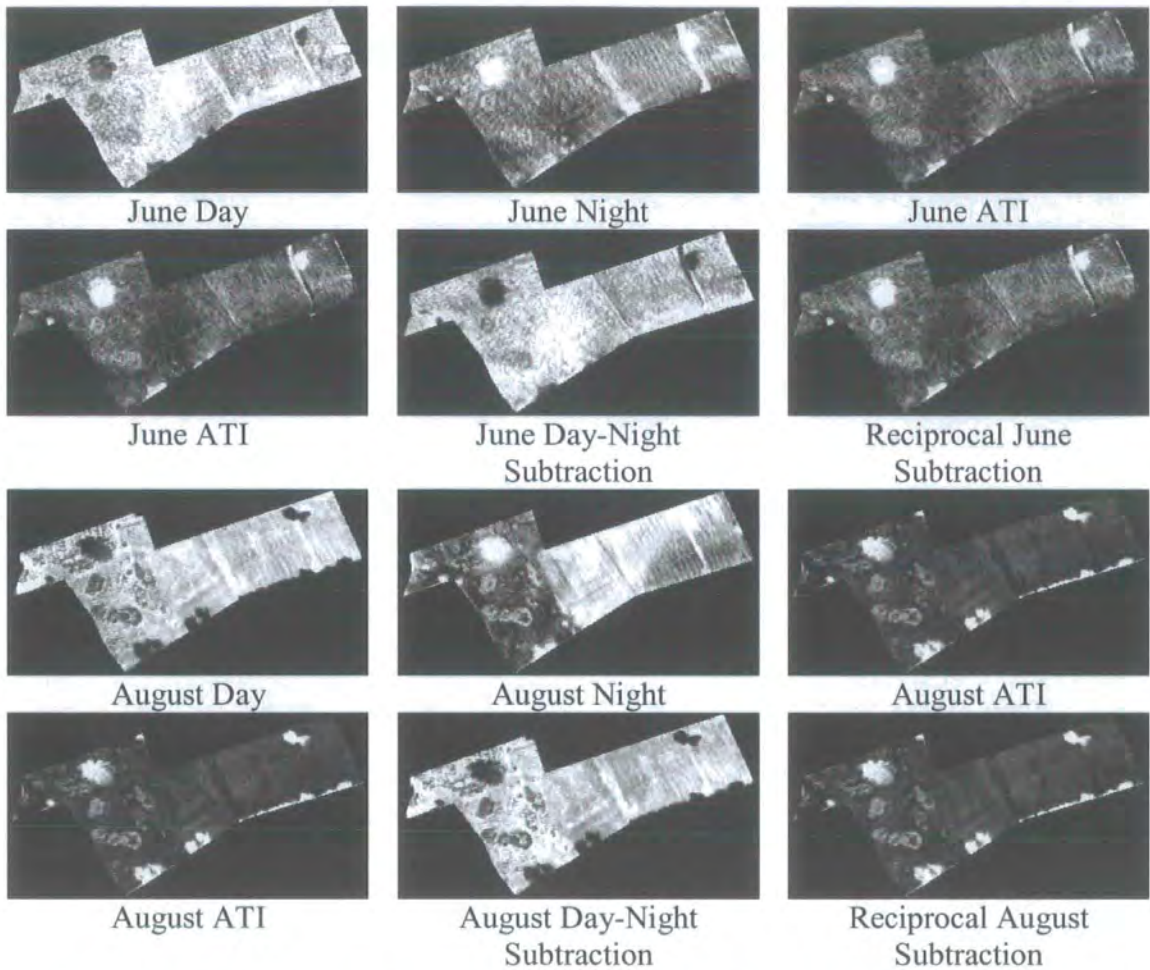 June Day
June Night
June ATI
June ATI
June Day-Night
Subtraction
Reciprocal June
Subtraction
August Day
August Night
August ATI
August ATI
August Day-Night
Subtraction
Reciprocal August
Subtraction